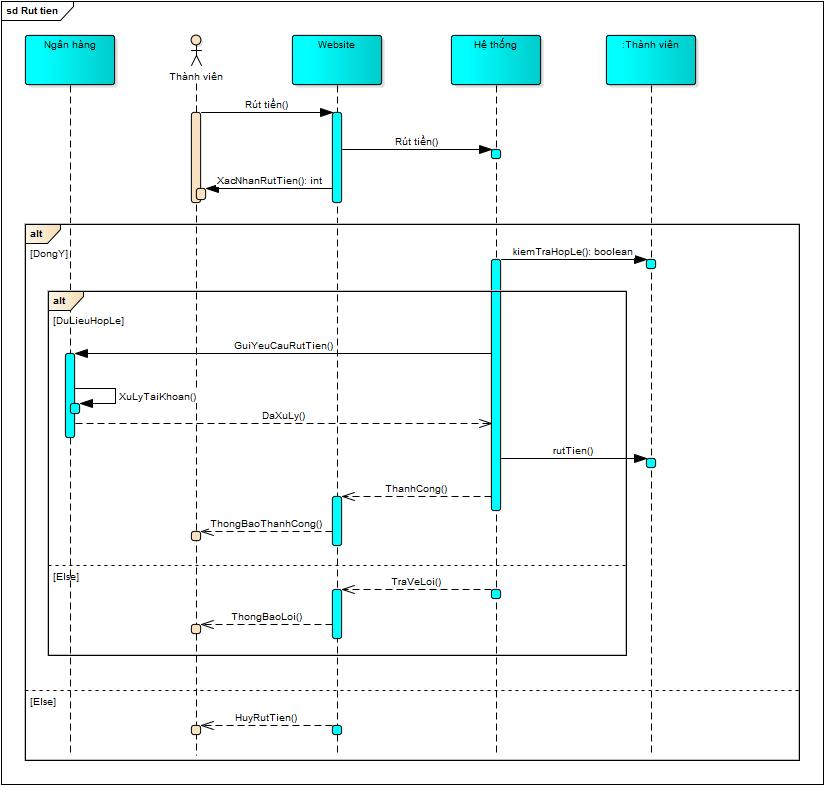 sd Rut tien
Ngân hàng
Thành viên
Website
Hệ thống
:Thành viên
Rút tiền()
Rút tiền()
XacNhanRutTien(): int
alt
[DongY]
kiemTraHopLe(): boolean
alt
[DuLieuHopLe]
GuiYeuCauRutTien()
XuLyTaiKhoan()
DaXuLy()
rutTien()
ThanhCong()
ThongBaoThanhCong()
[Else]
TraVeLoi()
ThongBaoLoi()
[Else]
HuyRutTien()